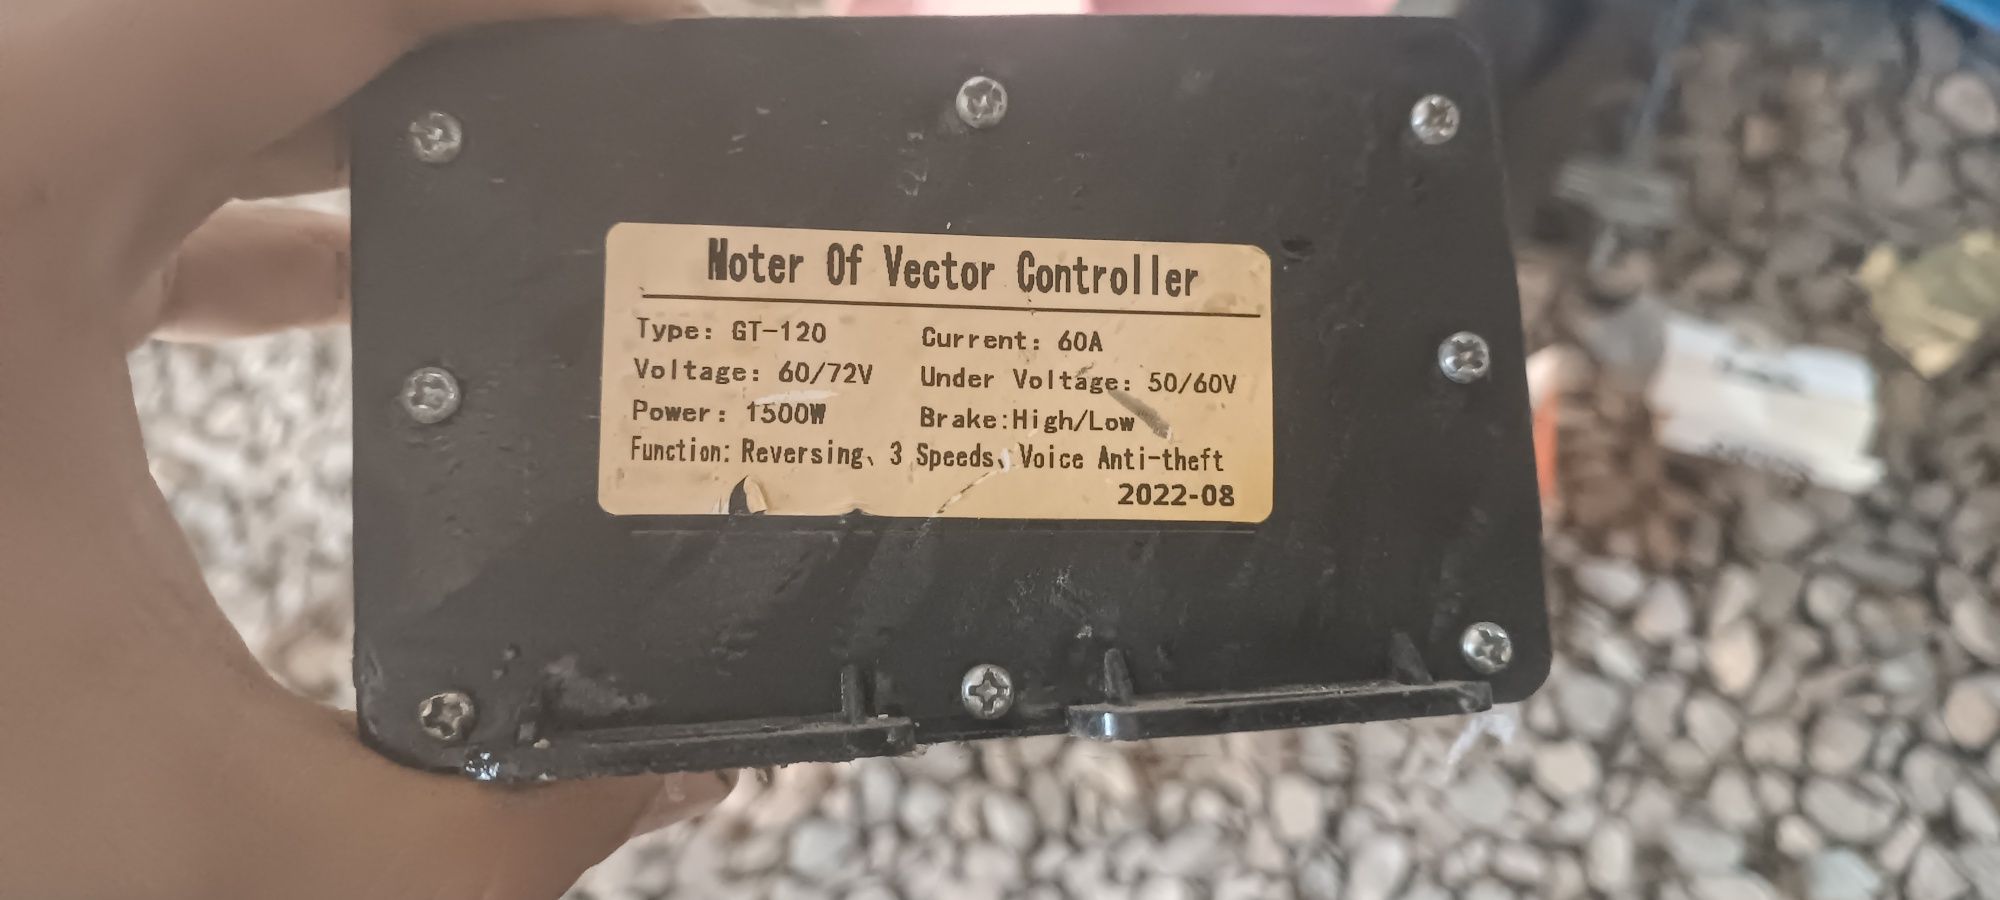 Moter Of Vector Controller
Type: GT-120 Current: 60A
Voltage: 60/72V Under Voltage: 50/60V
Power: 1500W Brake:High/Low
Function: Reversing、3 Speeds、Voice Anti-theft
2022-08